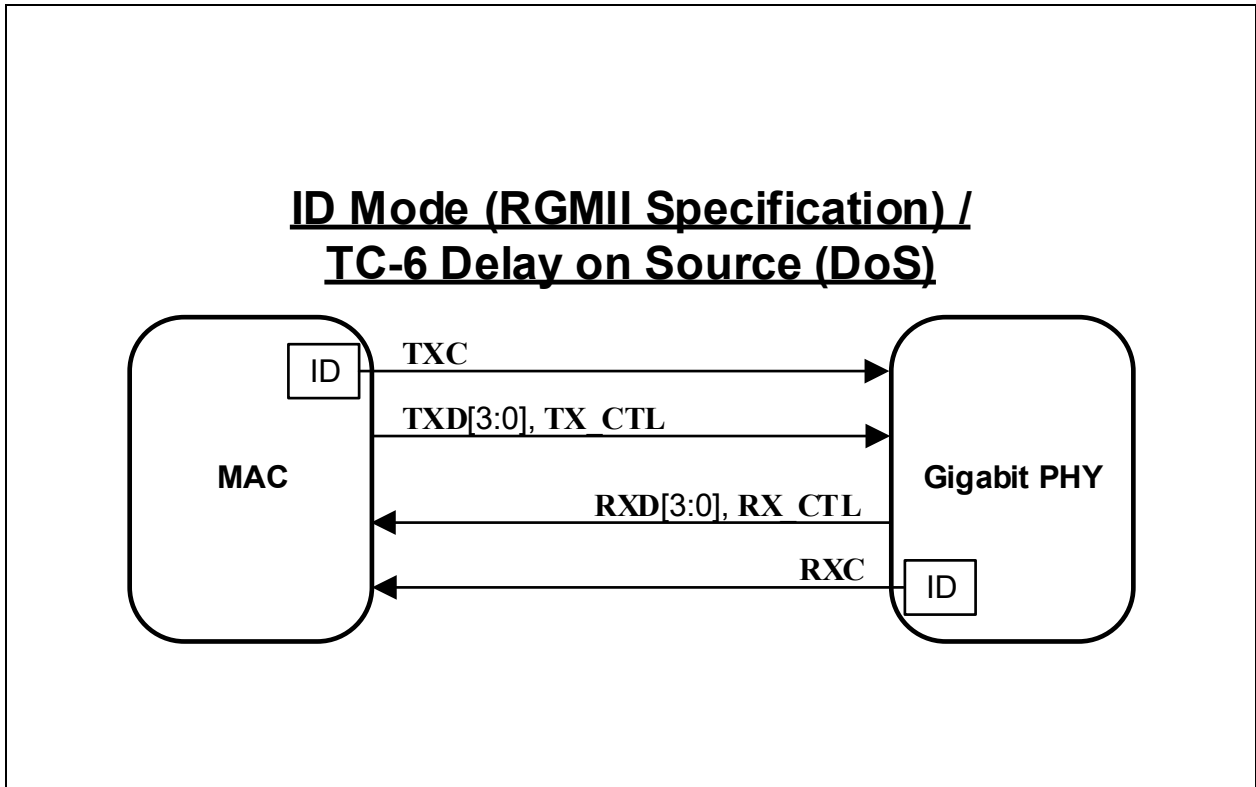 ID Mode (RGMII Specification) /
TC-6 Delay on Source (DoS)
ID
TXC
TXD[3:0], TX_CTL
MAC
Gigabit PHY
RXD[3:0], RX_CTL
RXC
ID